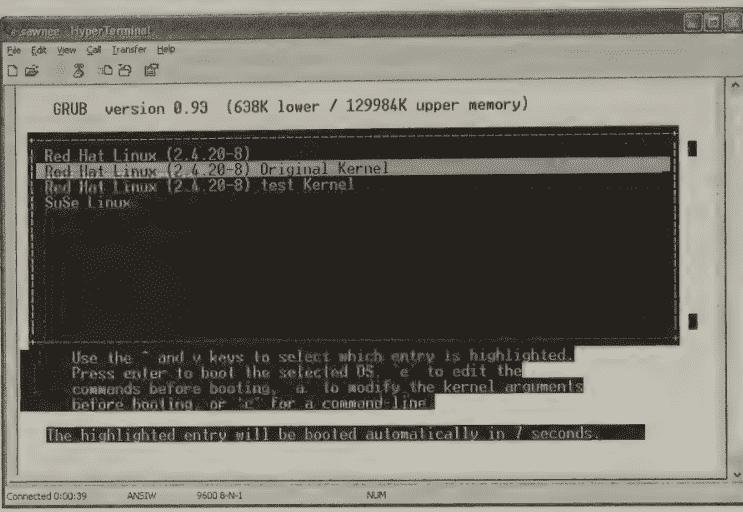 sawnee - HyperTerminal
File Edit View Call Transfer Help
GRUB version 0.93 (638K lower / 129984K upper memory)
Red Hat Linux (2.4.20-8)
Red Hat Linux (2.4.20-8) Original Kernel
Red Hat Linux (2.4.20-8) test Kernel
SuSe Linux
Use the ^ and v keys to select which entry is highlighted.
Press enter to boot the selected OS, 'e' to edit the
commands before booting, 'a' to modify the kernel arguments
before booting, or 'c' for a command-line.
The highlighted entry will be booted automatically in 7 seconds.
Connected 0:00:39 ANSIW 9600 8-N-1 NUM